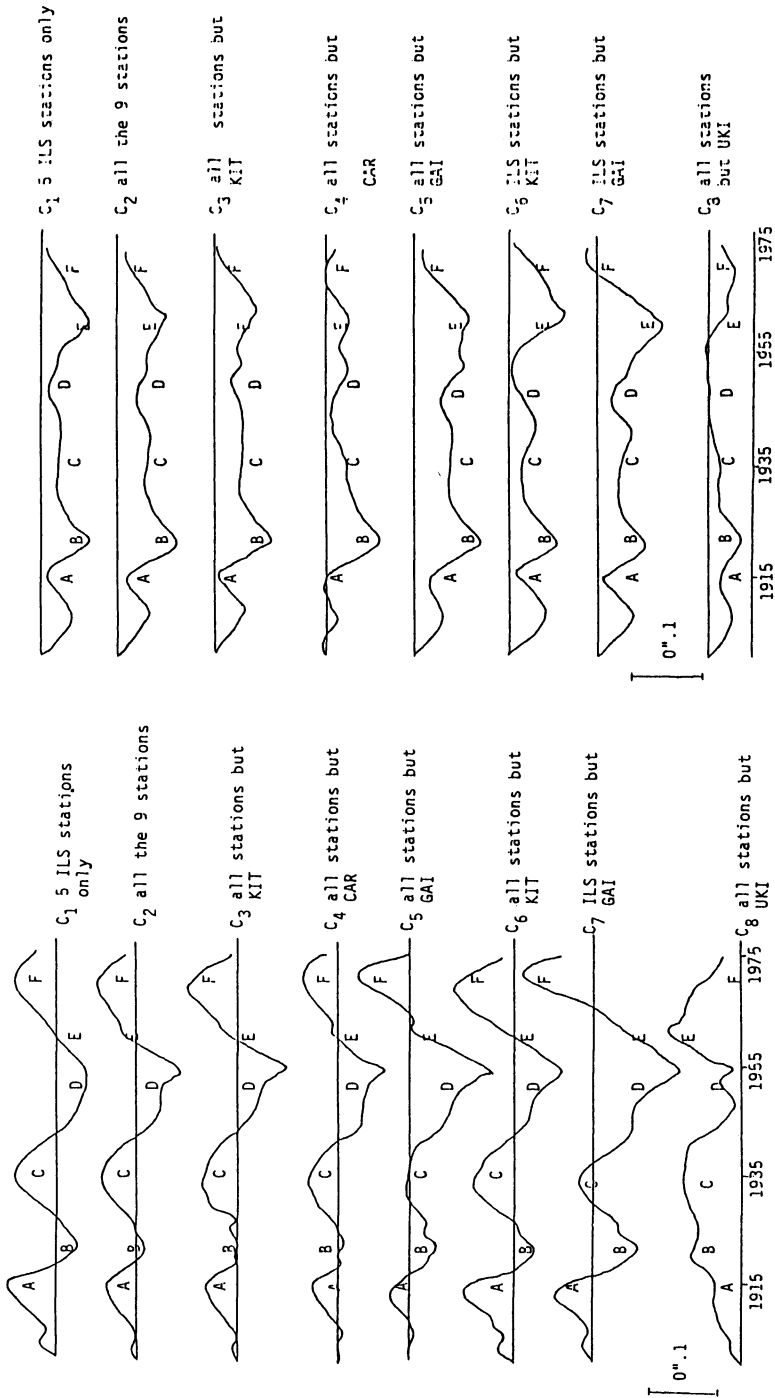 A B C D E F C1 5 ILS stations
only
A B C D E F C2 all the 9 stations
A B C D E F C3 all stations but
KIT
A B C D E F C4 all stations but
CAR
A B C D E F C5 all stations but
GAI
A B C D E F C6 all stations but
KIT
A B C D E F C7 ILS stations but
GAI
A B C D E F C8 all stations but
UKI
0".1
1915 1935 1955 1975
A B C D E F C1 5 ILS stations only
A B C D E F C2 all the 9 stations
A B C D E F C3 all stations but
KIT
A B C D E F C4 all stations but
CAR
A B C D E F C5 all stations but
GAI
A B C D E F C6 ILS stations but
KIT
A B C D E F C7 ILS stations but
GAI
0".1
A B C D E F C8 all stations
but UKI
1915 1935 1955 1975